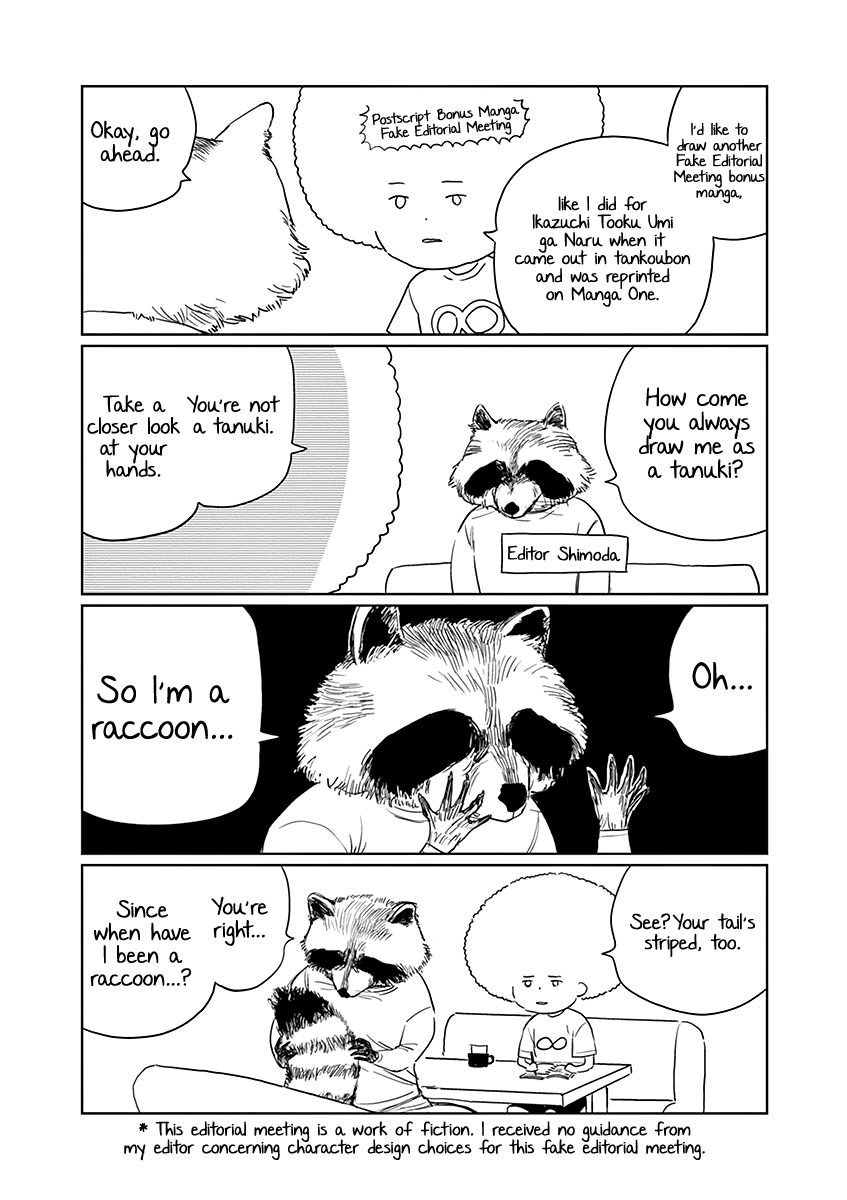 Postscript Bonus Manga
Fake Editorial Meeting
I'd like to
draw another
Fake Editorial
Meeting bonus
manga,
like I did for
Ikazuchi Tooku Umi
ga Naru when it
came out in tankoubon
and was reprinted
on Manga One.
Okay, go
ahead.
How come
you always
draw me as
a tanuki?
Editor Shimoda
You're not
a tanuki.
Take a
closer look
at your
hands.
Oh...
So I'm a
raccoon...
See? Your tail's
striped, too.
You're
right...
Since
when have
I been a
raccoon...?
* This editorial meeting is a work of fiction. I received no guidance from
my editor concerning character design choices for this fake editorial meeting.